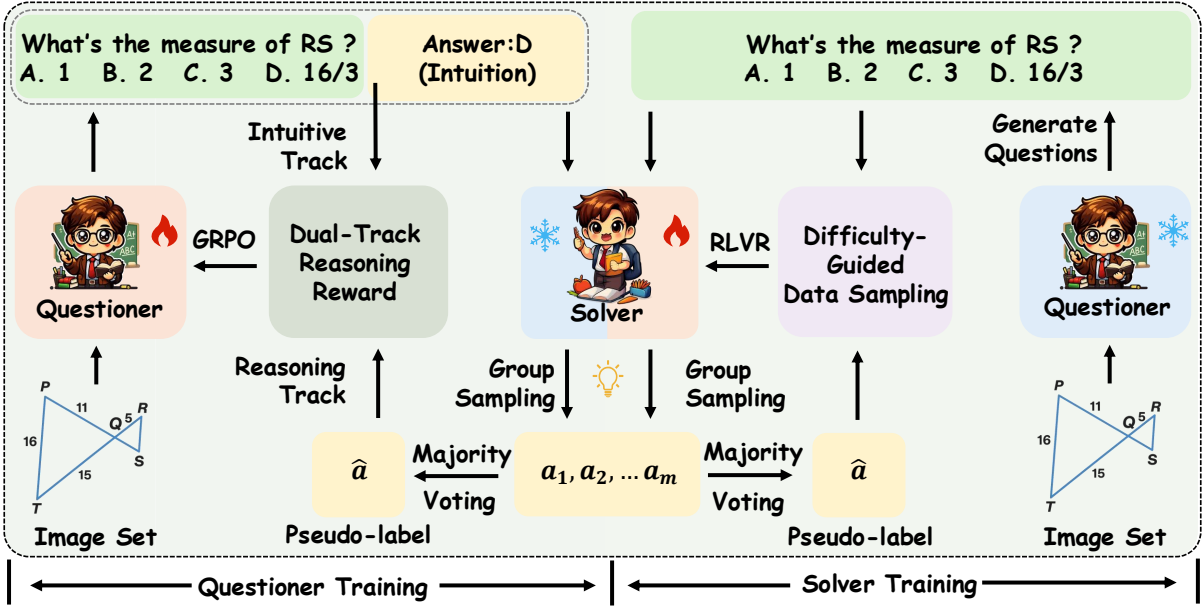 What's the measure of RS ?
A. 1 B. 2 C. 3 D. 16/3
Answer:D
(Intuition)
What's the measure of RS ?
A. 1 B. 2 C. 3 D. 16/3
Intuitive
Track
Generate
Questions
Questioner
GRPO
Dual-Track
Reasoning
Reward
Solver
RLVR
Difficulty-
Guided
Data Sampling
Questioner
A+
ABC
A+
ABC
Reasoning
Track
Group
Sampling
Group
Sampling
P
11
R
5
Q
16
S
15
T
Image Set
â
Pseudo-label
Majority
Voting
a₁, a₂, … aₘ
Majority
Voting
â
Pseudo-label
P
11
R
5
Q
16
S
15
T
Image Set
Questioner Training
Solver Training